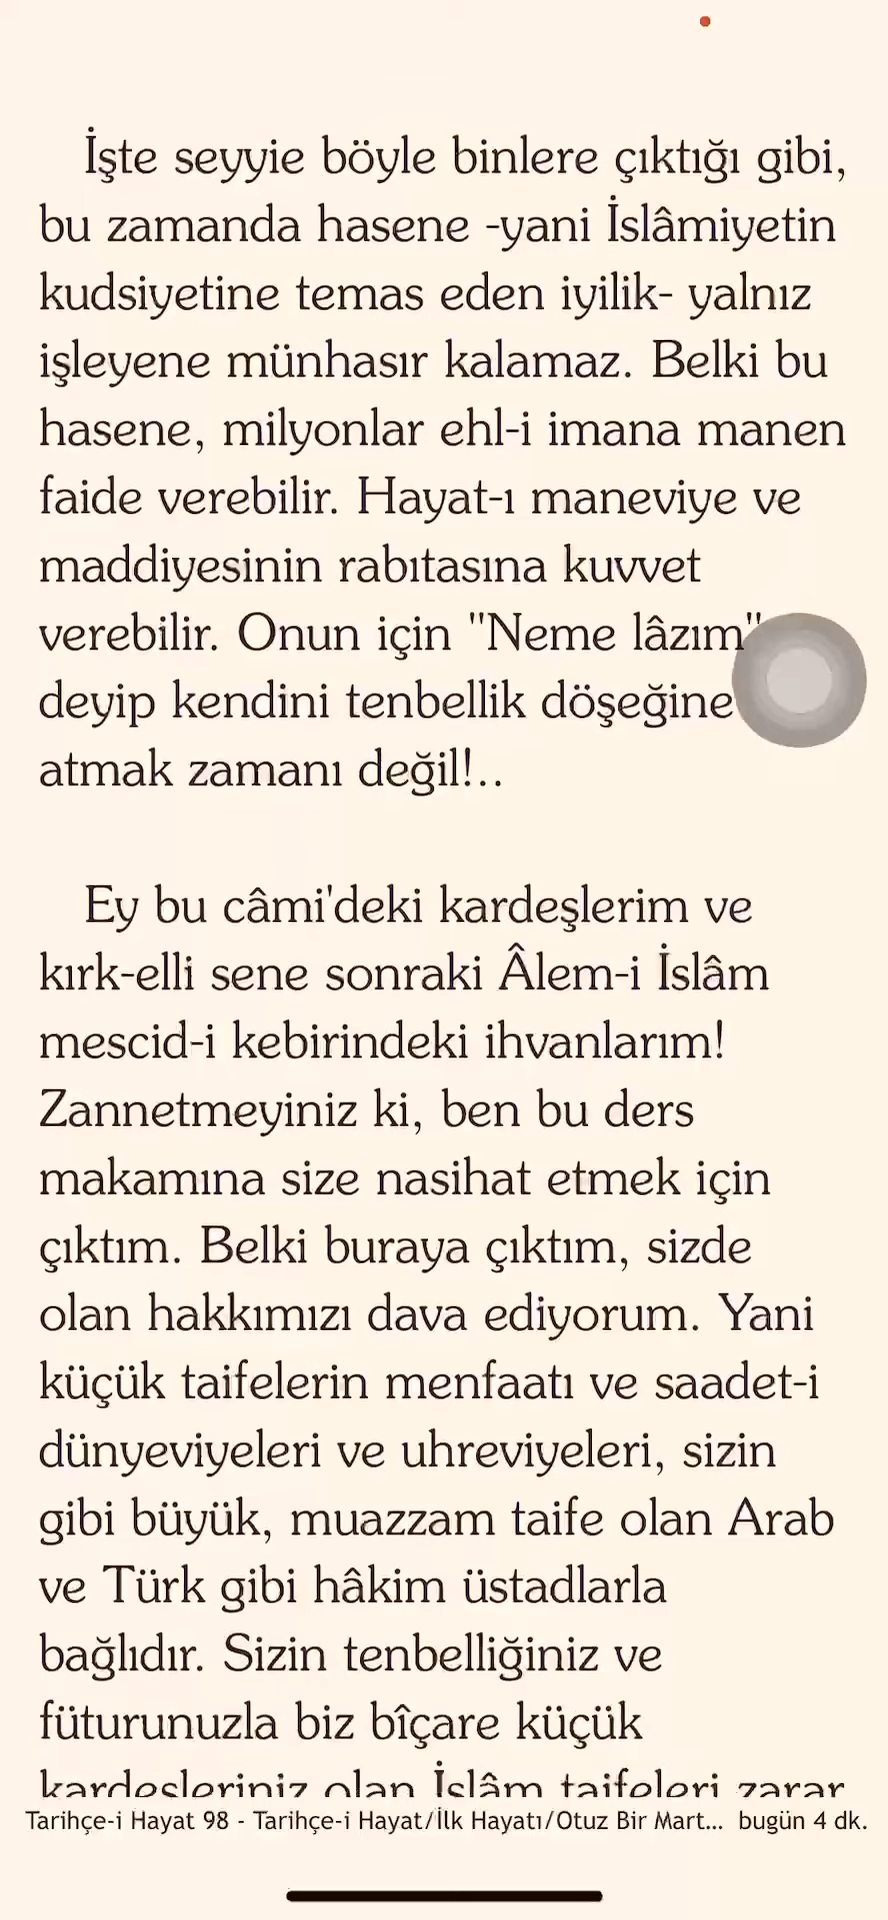 İşte seyyie böyle binlere çıktığı gibi,
bu zamanda hasene -yani İslâmiyetin
kudsiyetine temas eden iyilik- yalnız
işleyene münhasır kalamaz. Belki bu
hasene, milyonlar ehl-i imana manen
faide verebilir. Hayat-ı maneviye ve
maddiyesinin rabıtasına kuvvet
verebilir. Onun için "Neme lâzım"
deyip kendini tenbellik döşeğine
atmak zamanı değil!..
Ey bu câmi'deki kardeşlerim ve
kırk-elli sene sonraki Âlem-i İslâm
mescid-i kebirindeki ihvanlarım!
Zannetmeyiniz ki, ben bu ders
makamına size nasihat etmek için
çıktım. Belki buraya çıktım, sizde
olan hakkımızı dava ediyorum. Yani
küçük taifelerin menfaatı ve saadet-i
dünyeviyeleri ve uhreviyeleri, sizin
gibi büyük, muazzam taife olan Arab
ve Türk gibi hâkim üstadlarla
bağlıdır. Sizin tenbelliğiniz ve
füturunuzla biz bîçare küçük
kardeşleriniz olan İslâm taifeleri zarar
Tarihçe-i Hayat 98 - Tarihçe-i Hayat/İlk Hayatı/Otuz Bir Mart... bugün 4 dk.